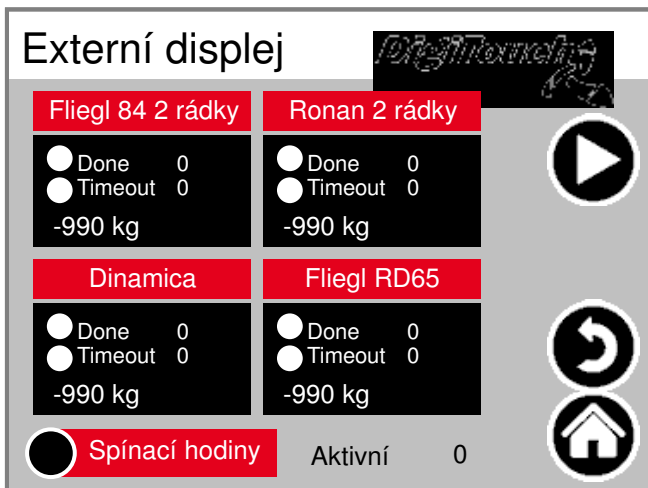 Externí displej
DigiTouch
Fliegl 84 2 rádky
Done 0
Timeout 0
-990 kg
Ronan 2 rádky
Done 0
Timeout 0
-990 kg
Dinamica
Done 0
Timeout 0
-990 kg
Fliegl RD65
Done 0
Timeout 0
-990 kg
Spínací hodiny
Aktivní 0